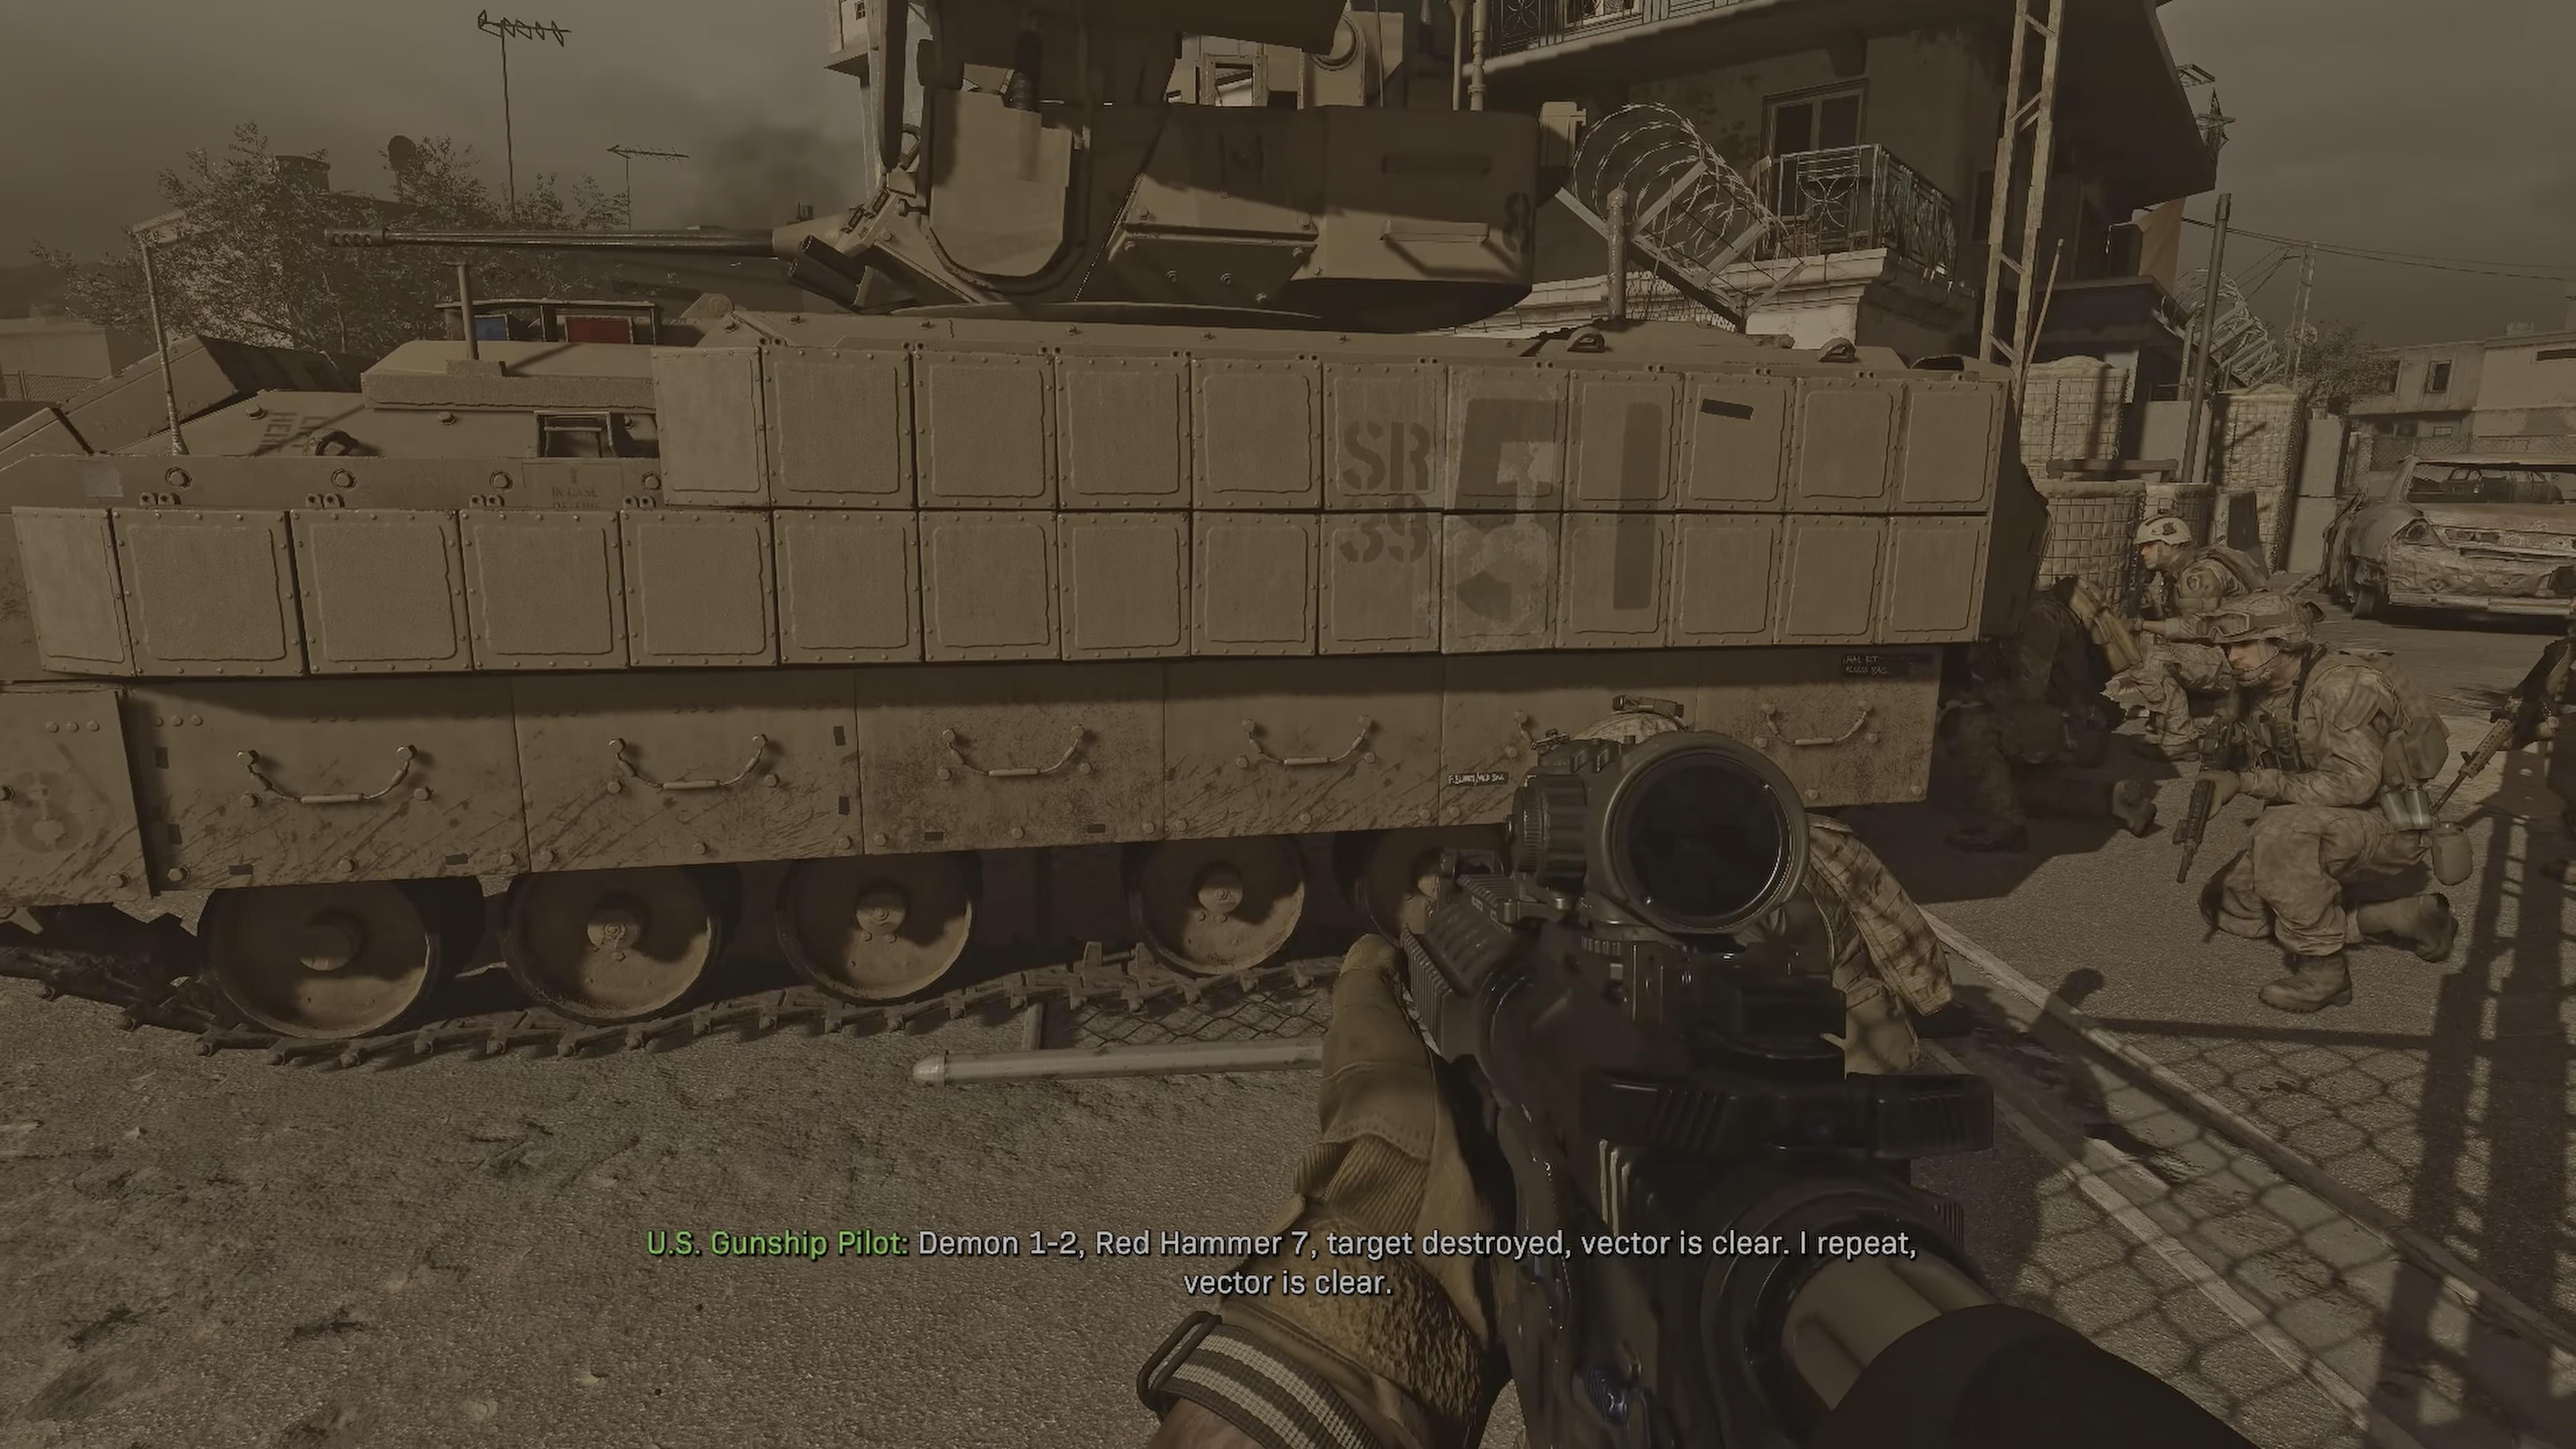 SR
39
51
IN CASE
U.S. Gunship Pilot: Demon 1-2, Red Hammer 7, target destroyed, vector is clear. I repeat,
vector is clear.